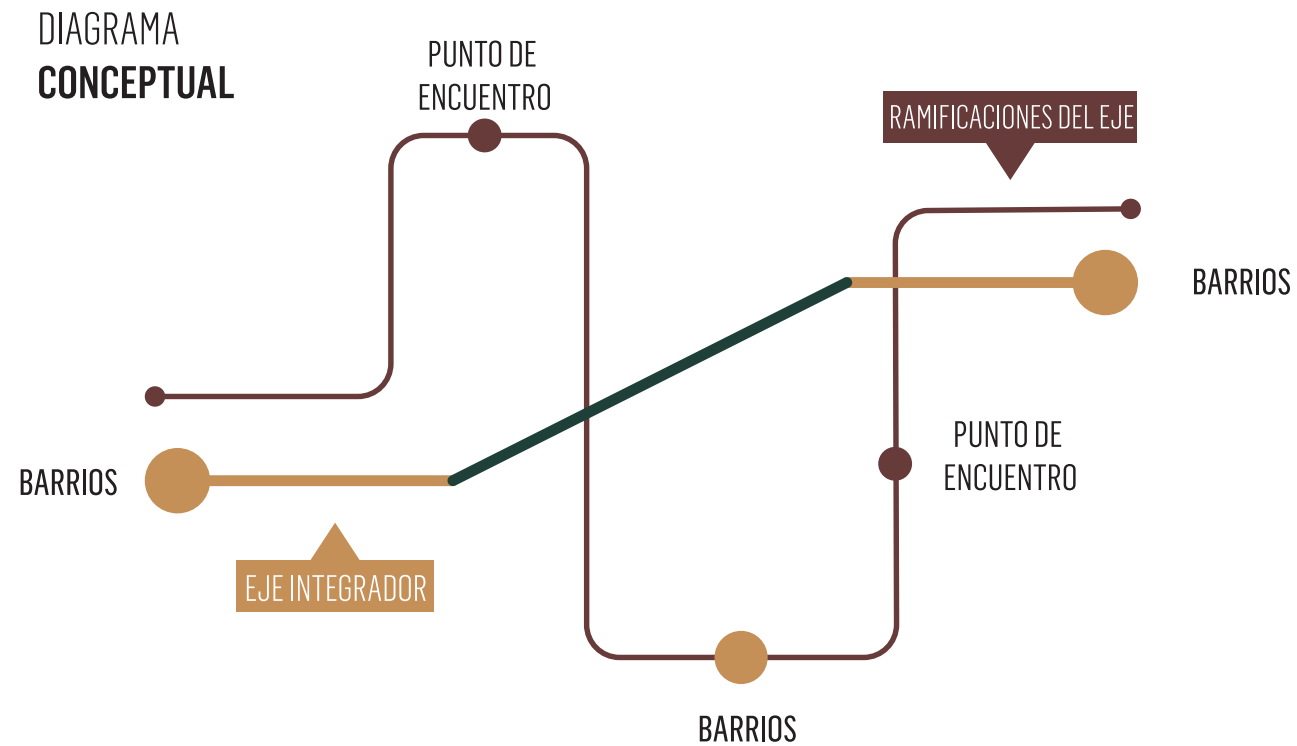 DIAGRAMA
CONCEPTUAL
PUNTO DE
ENCUENTRO
RAMIFICACIONES DEL EJE
BARRIOS
BARRIOS
EJE INTEGRADOR
PUNTO DE
ENCUENTRO
BARRIOS